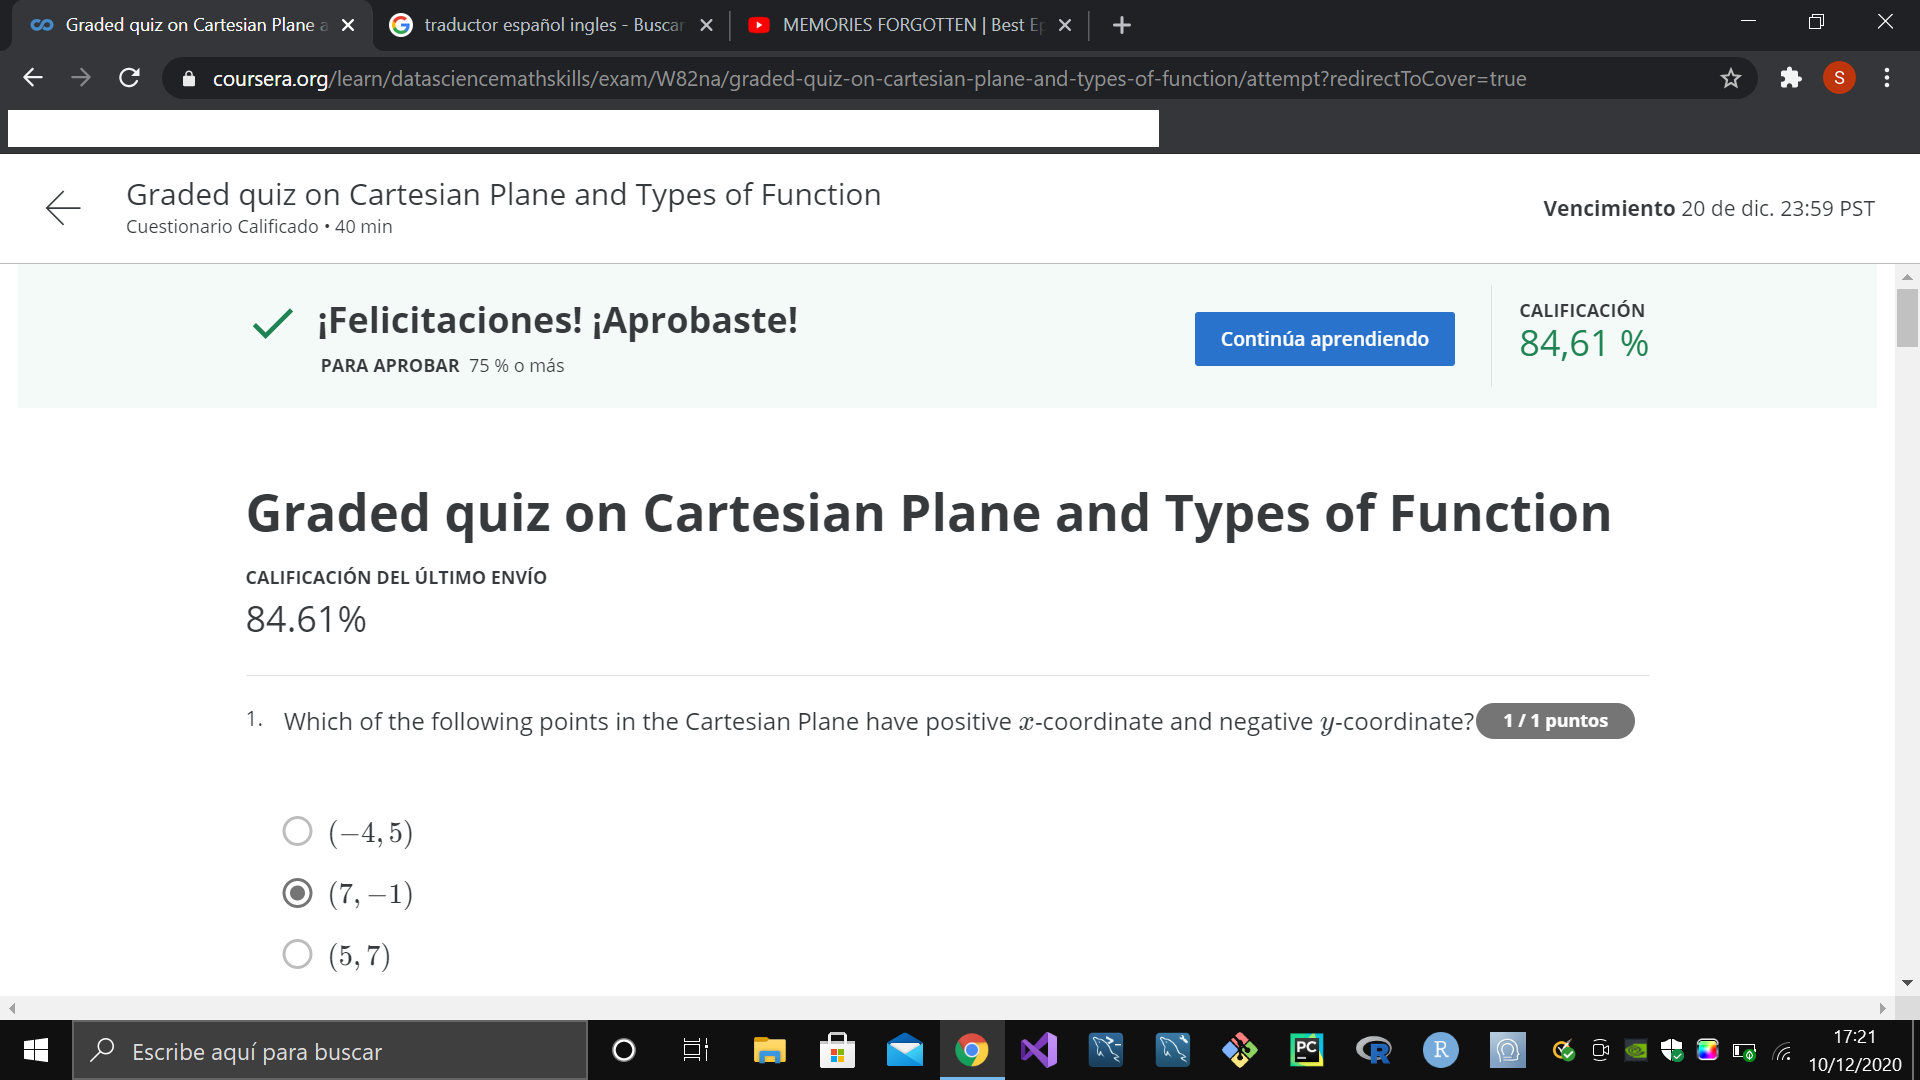 Graded quiz on Cartesian Plane a
traductor español ingles - Buscar
MEMORIES FORGOTTEN | Best Ep
coursera.org/learn/datasciencemathskills/exam/W82na/graded-quiz-on-cartesian-plane-and-types-of-function/attempt?redirectToCover=true
S
Graded quiz on Cartesian Plane and Types of Function
Cuestionario Calificado • 40 min
Vencimiento 20 de dic. 23:59 PST
¡Felicitaciones! ¡Aprobaste!
PARA APROBAR 75 % o más
Continúa aprendiendo
CALIFICACIÓN
84,61 %
Graded quiz on Cartesian Plane and Types of Function
CALIFICACIÓN DEL ÚLTIMO ENVÍO
84.61%
1. Which of the following points in the Cartesian Plane have positive x-coordinate and negative y-coordinate?
1 / 1 puntos
(−4, 5)
(7, −1)
(5, 7)
Escribe aquí para buscar
PC
R
R
17:21
10/12/2020